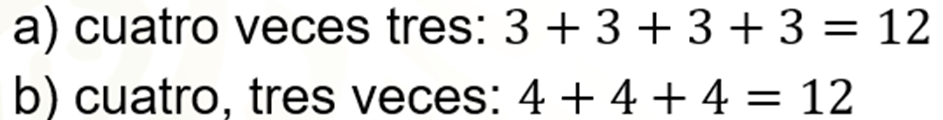 a) cuatro veces tres: 3 + 3 + 3 + 3 = 12
b) cuatro, tres veces: 4 + 4 + 4 = 12